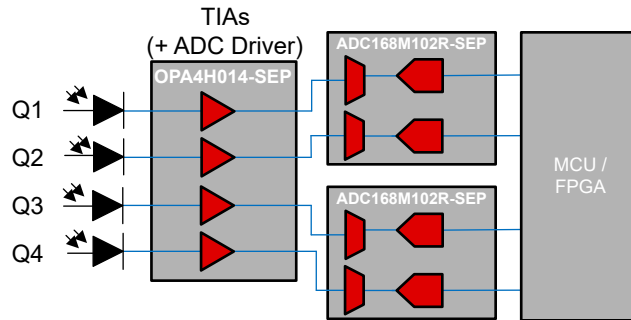 TIAs
(+ ADC Driver)
OPA4H014-SEP
ADC168M102R-SEP
Q1
Q2
Q3
Q4
ADC168M102R-SEP
MCU /
FPGA